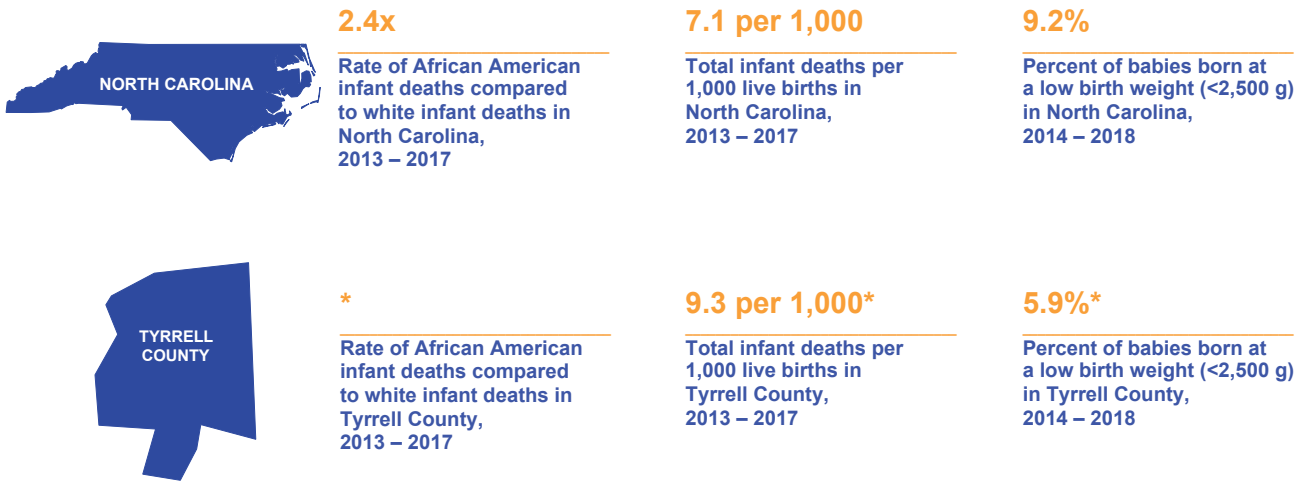 NORTH CAROLINA
2.4x
Rate of African American
infant deaths compared
to white infant deaths in
North Carolina,
2013 – 2017
7.1 per 1,000
Total infant deaths per
1,000 live births in
North Carolina,
2013 – 2017
9.2%
Percent of babies born at
a low birth weight (<2,500 g)
in North Carolina,
2014 – 2018
TYRRELL
COUNTY
*
Rate of African American
infant deaths compared
to white infant deaths in
Tyrrell County,
2013 – 2017
9.3 per 1,000*
Total infant deaths per
1,000 live births in
Tyrrell County,
2013 – 2017
5.9%*
Percent of babies born at
a low birth weight (<2,500 g)
in Tyrrell County,
2014 – 2018